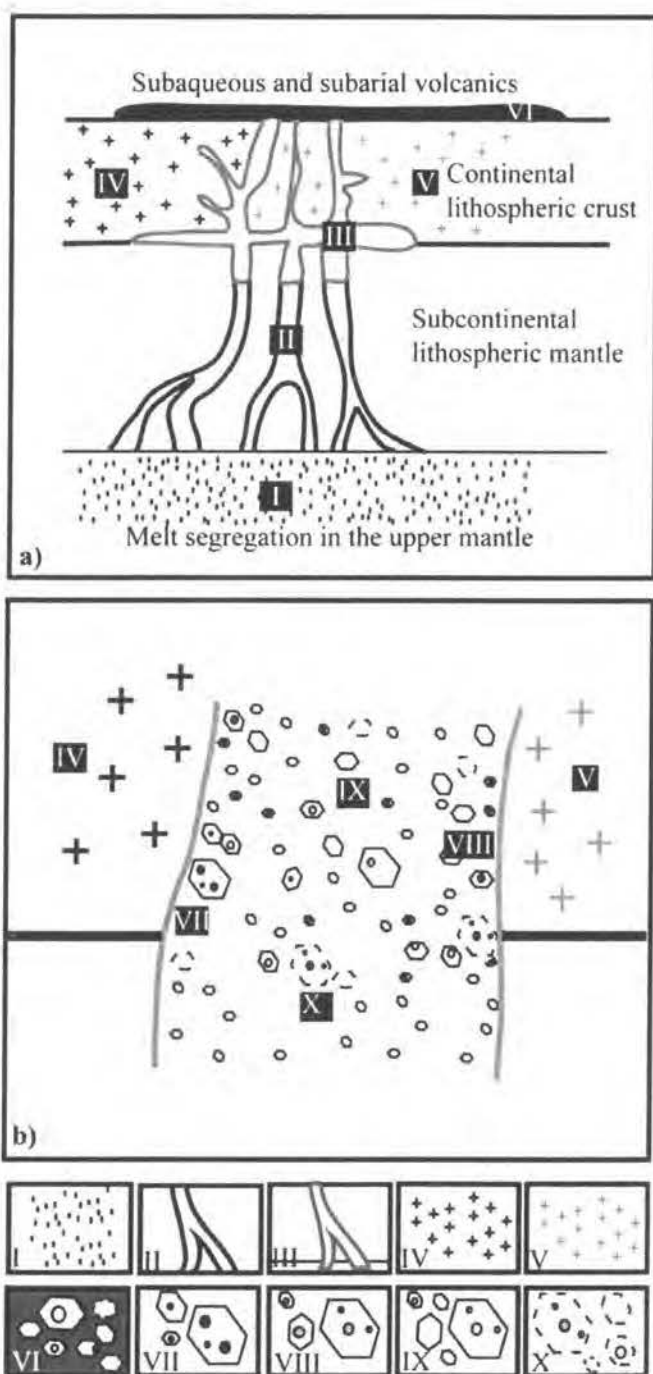 Subaqueous and subarial volcanics
VI
IV
V
Continental
lithospheric crust
III
II
Subcontinental
lithospheric mantle
I
Melt segregation in the upper mantle
a)
IV
V
IX
VIII
VII
X
b)
I
II
III
IV
V
VI
VII
VIII
IX
X